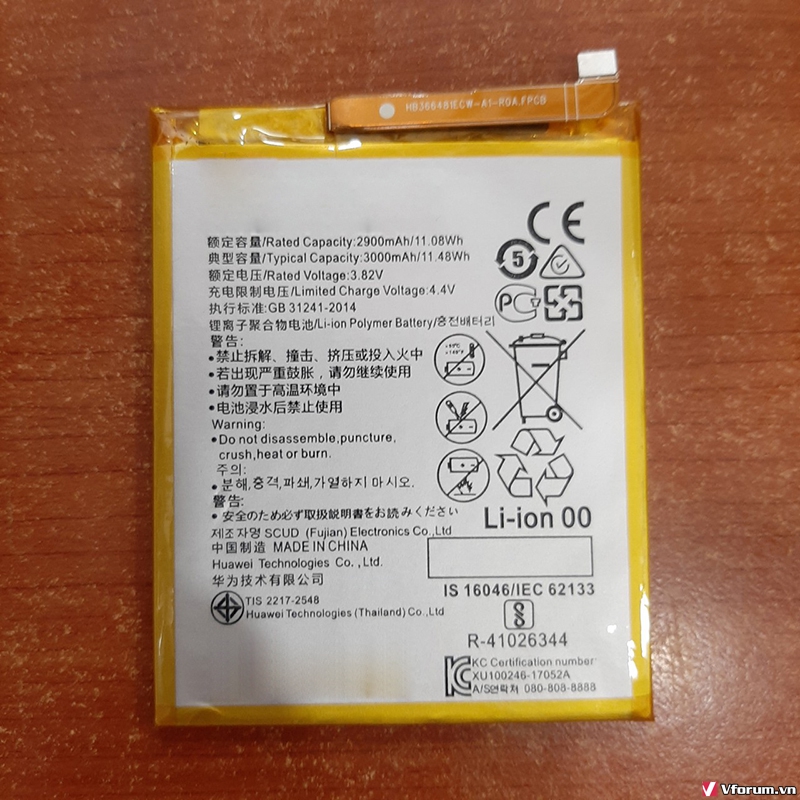 HB366481ECW-A1-R0A.FPCB
CE
额定容量/Rated Capacity:2900mAh/11.08Wh
典型容量/Typical Capacity:3000mAh/11.48Wh
额定电压/Rated Voltage:3.82V
充电限制电压/Limited Charge Voltage:4.4V
执行标准:GB 31241-2014
锂离子聚合物电池/Li-ion Polymer Battery/충전배터리
5
PC
警告:
•禁止拆解、撞击、挤压或投入火中
•若出现严重鼓胀，请勿继续使用
•请勿置于高温环境中
•电池浸水后禁止使用
Warning:
•Do not disassemble,puncture,
crush,heat or burn.
주의:
•분해,충격,파쇄,가열하지 마시오.
警告:
•安全のため必ず取扱説明書をお読みください
Li-ion 00
제조자명 SCUD (Fujian) Electronics Co.,Ltd
中国制造 MADE IN CHINA
Huawei Technologies Co.,Ltd.
华为技术有限公司
IS 16046/IEC 62133
TIS 2217-2548
Huawei Technologies (Thailand) Co.,Ltd
R-41026344
KC Certification number
XU100246-17052A
A/S연락처 080-808-8888
Vforum.vn